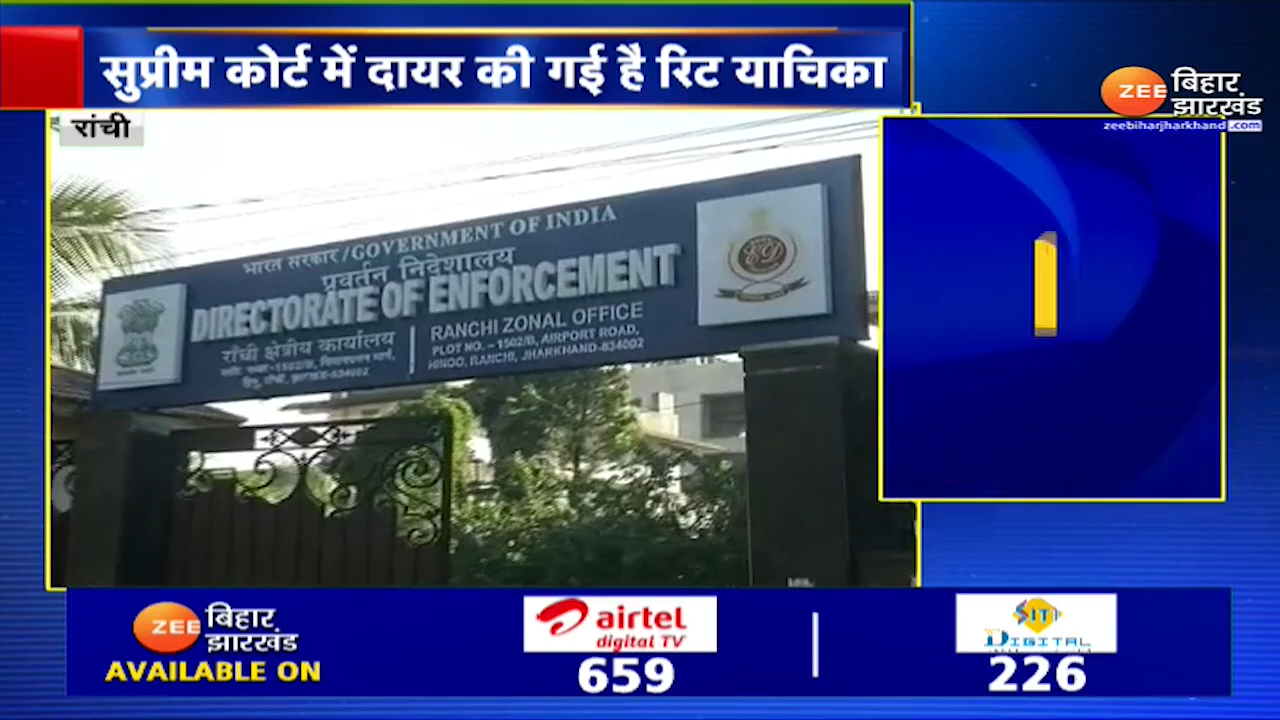 सुप्रीम कोर्ट में दायर की गई है रिट याचिका
ZEE बिहार
झारखंड
zeebiharjharkhand.com
रांची
भारत सरकार/GOVERNMENT OF INDIA
प्रवर्तन निदेशालय
DIRECTORATE OF ENFORCEMENT
रांची क्षेत्रीय कार्यालय
RANCHI ZONAL OFFICE
PLOT NO. - 1502/B, AIRPORT ROAD,
HINOO, RANCHI, JHARKHAND-834002
ZEE बिहार
झारखंड
AVAILABLE ON
airtel
digital TV
659
SITI
DIGITAL
226